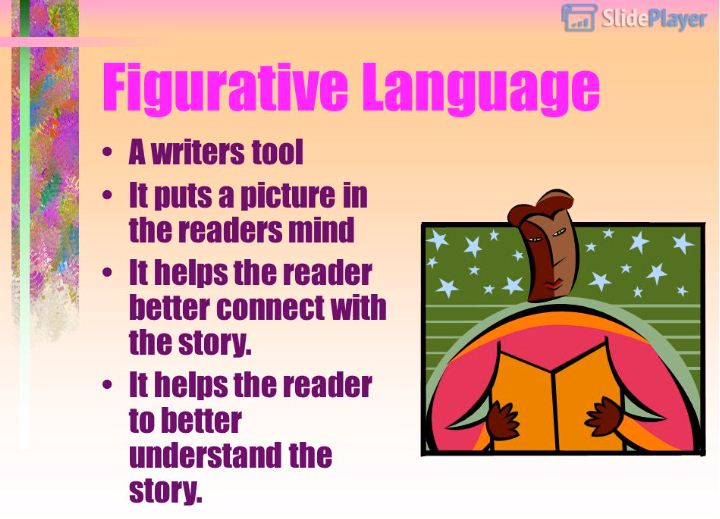 SlidePlayer
Figurative Language
• A writers tool
• It puts a picture in
the readers mind
• It helps the reader
better connect with
the story.
• It helps the reader
to better
understand the
story.